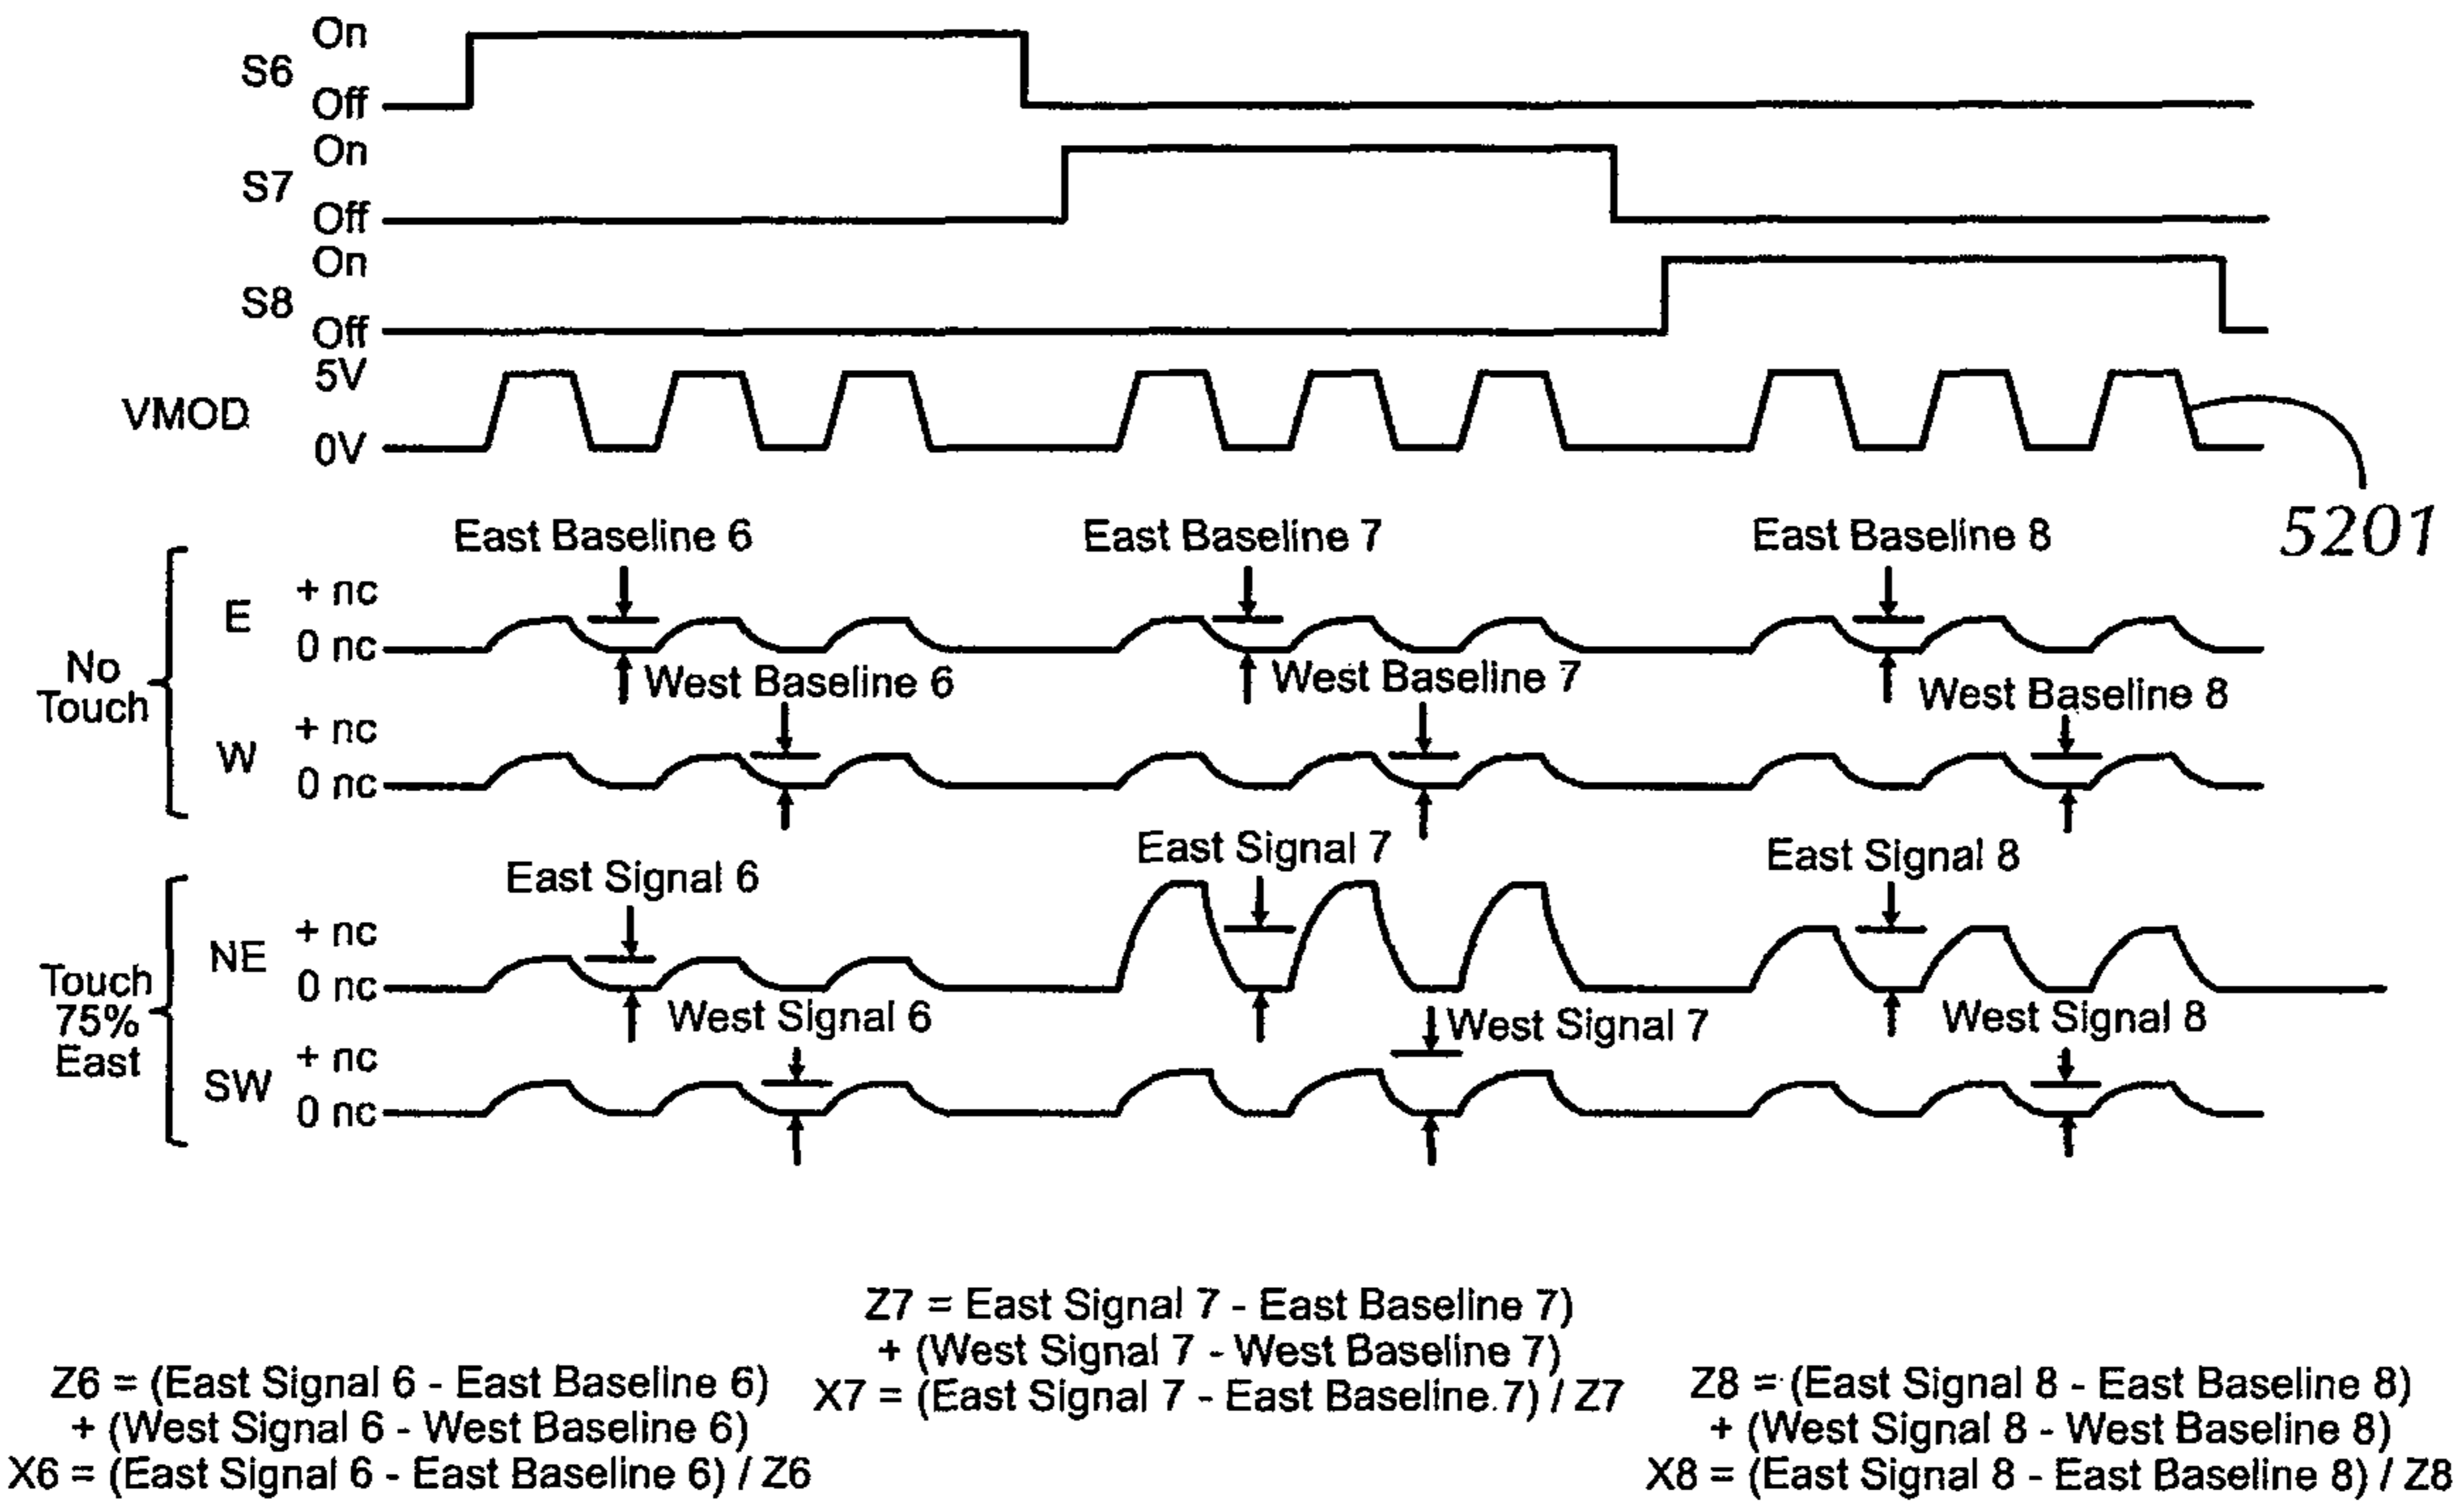 On
S6
Off
On
S7
Off
On
S8
Off
5V
VMOD
0V
5201
East Baseline 6
East Baseline 7
East Baseline 8
+ nc
E
0 nc
No
Touch
West Baseline 6
West Baseline 7
West Baseline 8
+ nc
W
0 nc
East Signal 6
East Signal 7
East Signal 8
+ nc
NE
0 nc
Touch
75%
East
West Signal 6
West Signal 7
West Signal 8
+ nc
SW
0 nc
Z6 = (East Signal 6 - East Baseline 6)
+ (West Signal 6 - West Baseline 6)
X6 = (East Signal 6 - East Baseline 6) / Z6
Z7 = East Signal 7 - East Baseline 7)
+ (West Signal 7 - West Baseline 7)
X7 = (East Signal 7 - East Baseline 7) / Z7
Z8 = (East Signal 8 - East Baseline 8)
+ (West Signal 8 - West Baseline 8)
X8 = (East Signal 8 - East Baseline 8) / Z8